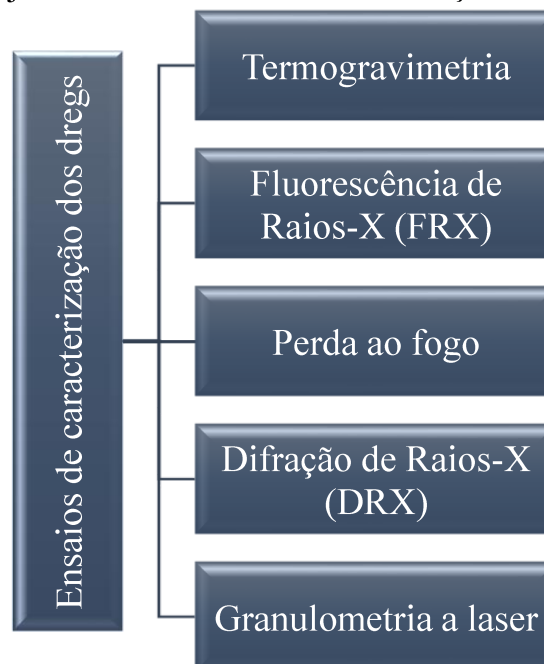 Ensaios de caracterização dos dregs
Termogravimetria
Fluorescência de
Raios-X (FRX)
Perda ao fogo
Difração de Raios-X
(DRX)
Granulometria a laser